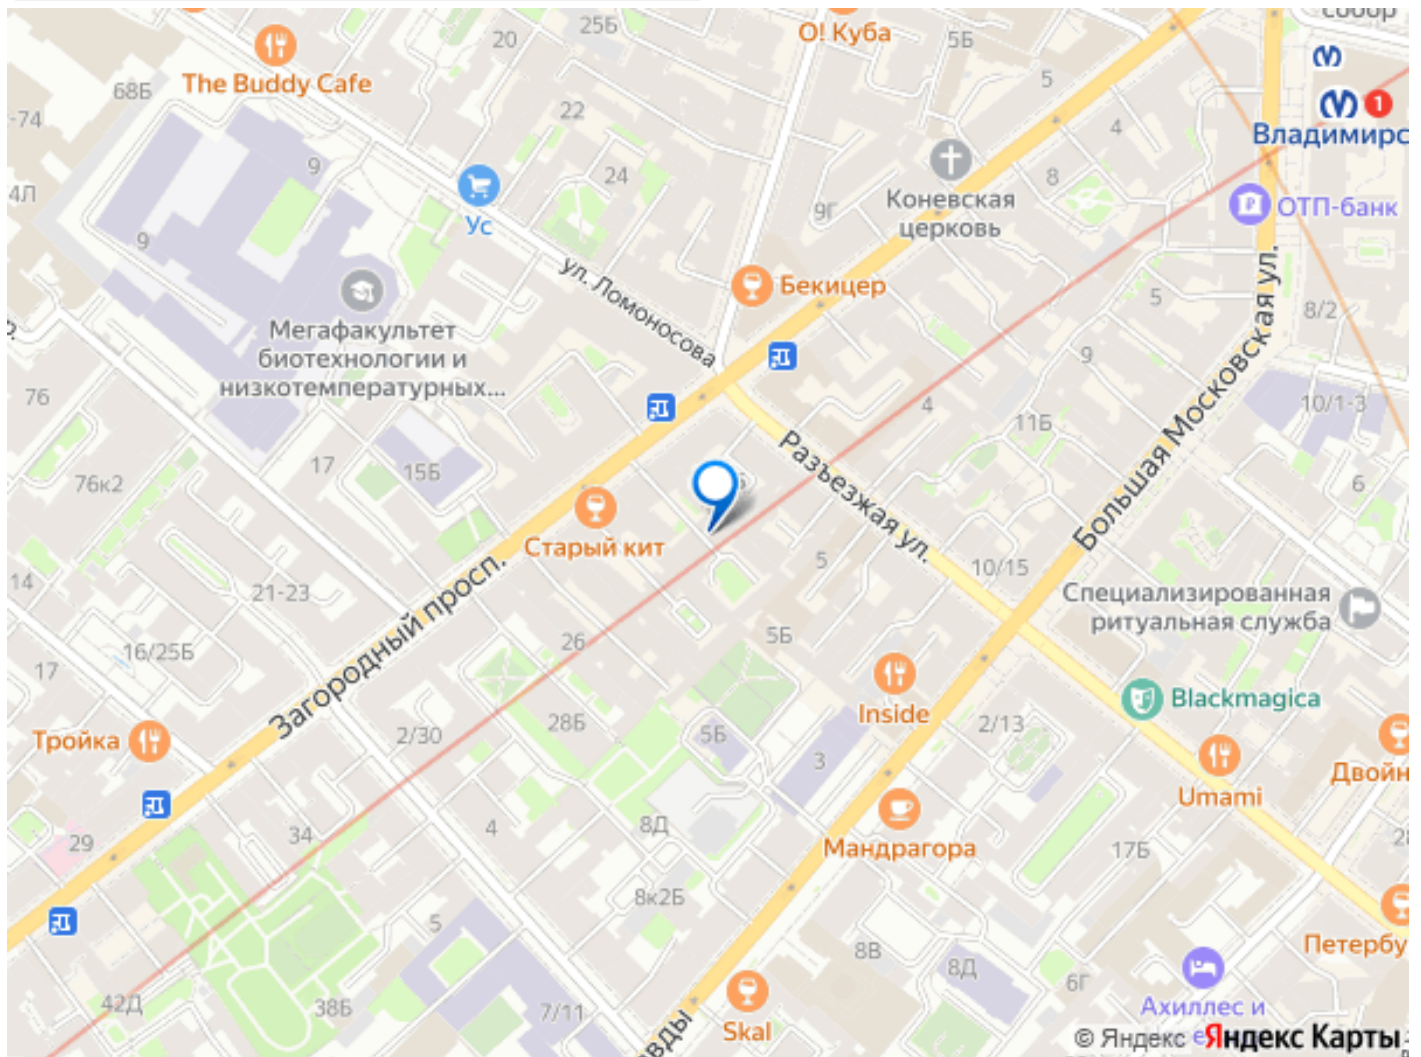 25Б
20
О! Куба
5Б
собор
The Buddy Cafe
68Б
-74
22
5
4
1
Владимирс
9
24
8
4Л
Ус
9Г
Коневская
церковь
ОТП-банк
9
ул. Ломоносова
Бекицер
5
8/2
Мегафакультет
биотехнологии и
низкотемпературных...
9
76
4
10/1-3
11Б
Большая Московская ул.
Разъезжая ул.
17
15Б
76к2
6
Старый кит
5
10/15
14
21-23
Загородный просп.
Специализированная
ритуальная служба
26
5Б
16/25Б
17
Inside
Blackmagica
Тройка
2/30
28Б
5Б
2/13
3
Двойн
Umami
29
34
4
8Д
Мандрагора
17Б
28
8к2Б
5
8В
8Д
6Г
Петербу
42Д
38Б
7/11
Skal
вды
Ахиллес и
© Яндекс Яндекс Карты